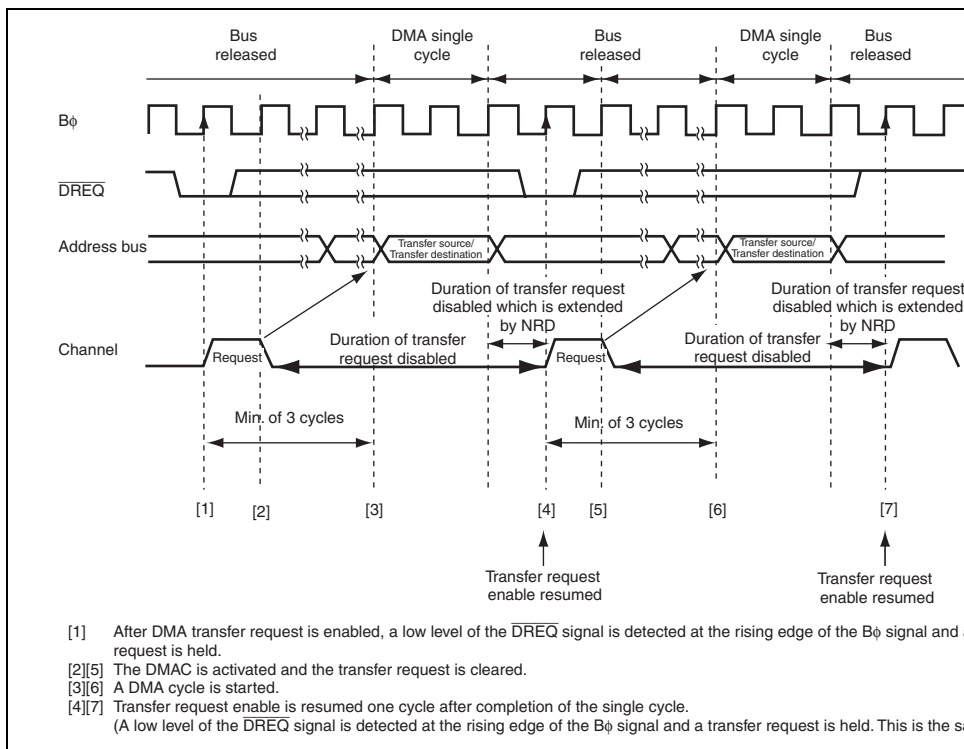 Bus released
DMA single cycle
Bus released
DMA single cycle
Bus released
Bφ
DREQ
Address bus
Transfer source/
Transfer destination
Transfer source/
Transfer destination
Duration of transfer request
disabled which is extended
by NRD
Duration of transfer request
disabled which is extended
by NRD
Channel
Request
Duration of transfer
request disabled
Request
Duration of transfer
request disabled
Min. of 3 cycles
Min. of 3 cycles
[1] [2] [3] [4] [5] [6] [7]
Transfer request
enable resumed
Transfer request
enable resumed
[1] After DMA transfer request is enabled, a low level of the DREQ signal is detected at the rising edge of the Bφ signal and
request is held.
[2][5] The DMAC is activated and the transfer request is cleared.
[3][6] A DMA cycle is started.
[4][7] Transfer request enable is resumed one cycle after completion of the single cycle.
(A low level of the DREQ signal is detected at the rising edge of the Bφ signal and a transfer request is held. This is the